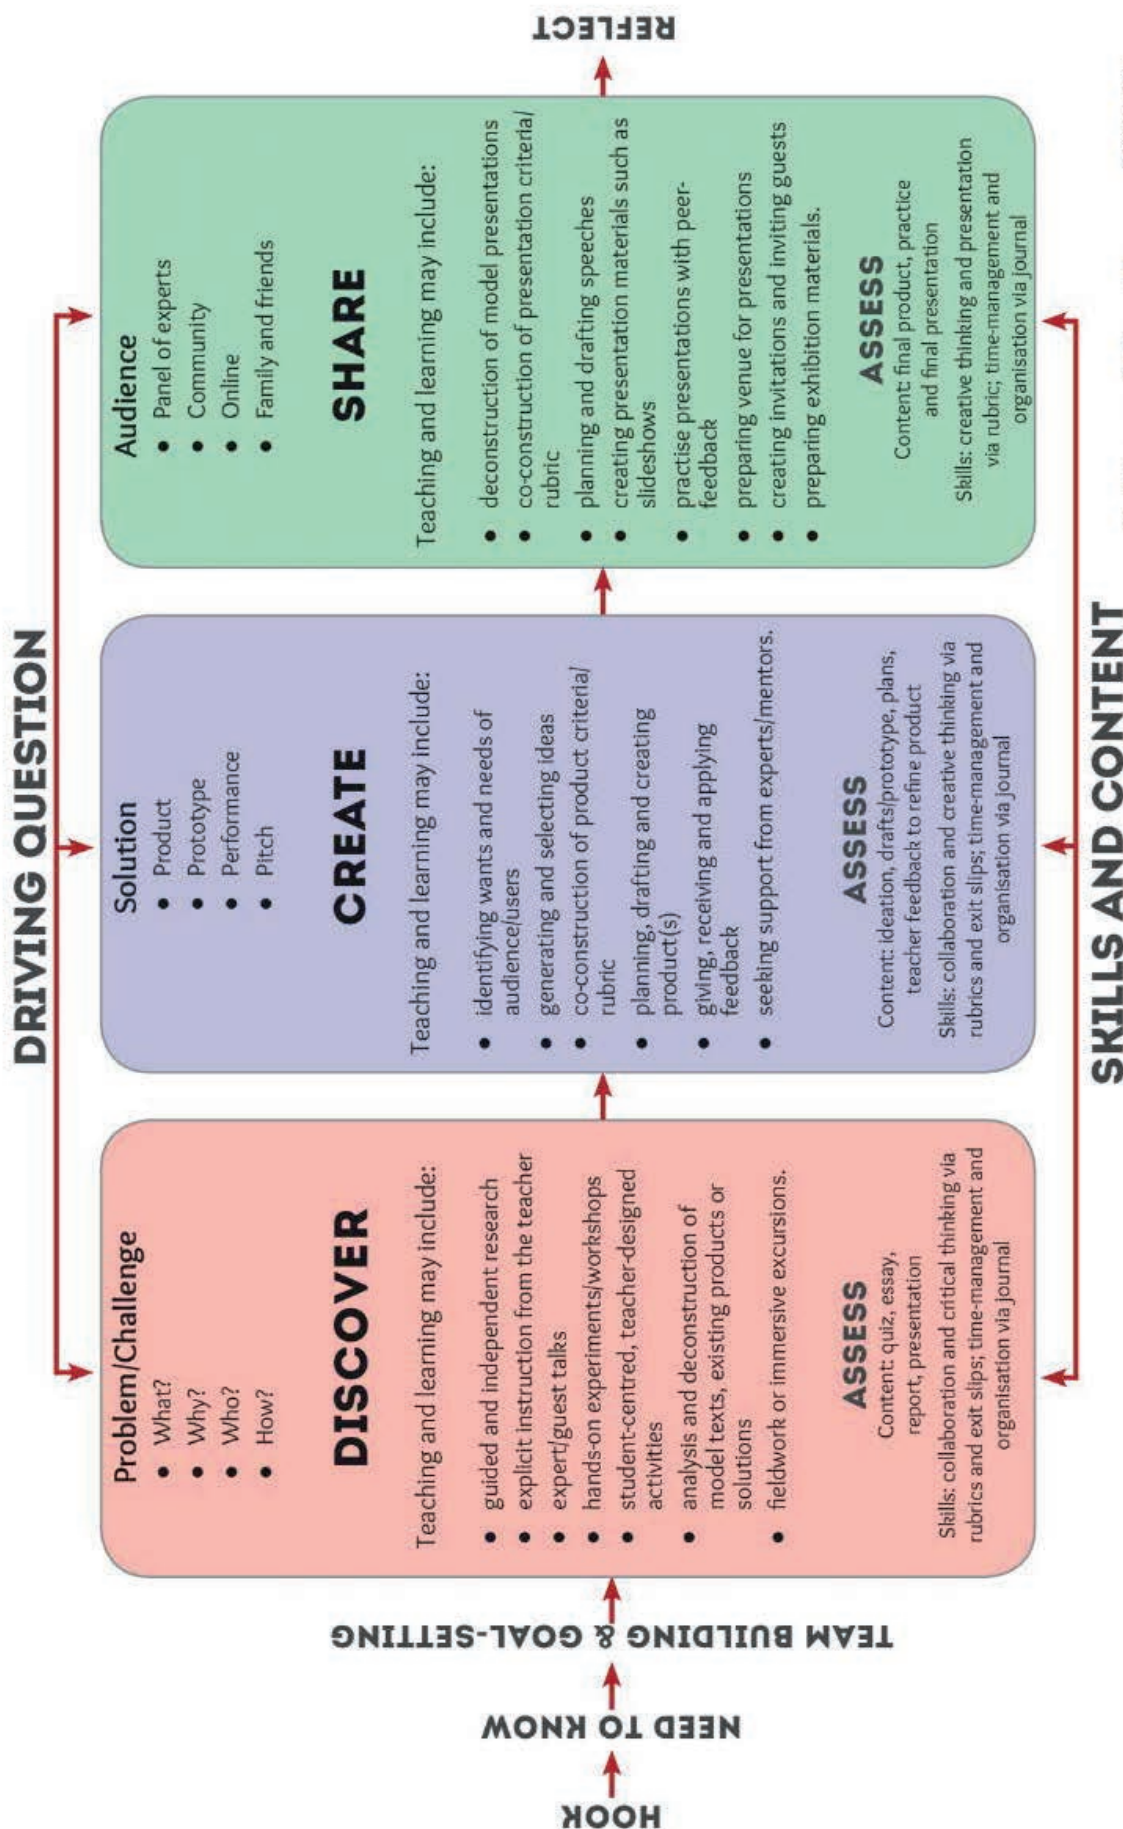 DRIVING QUESTION
HOOK
NEED TO KNOW
TEAM BUILDING & GOAL-SETTING
Problem/Challenge
• What?
• Why?
• Who?
• How?
DISCOVER
Teaching and learning may include:
• guided and independent research
• explicit instruction from the teacher
• expert/guest talks
• hands-on experiments/workshops
• student-centred, teacher-designed
activities
• analysis and deconstruction of
model texts, existing products or
solutions
• fieldwork or immersive excursions.
ASSESS
Content: quiz, essay,
report, presentation
Skills: collaboration and critical thinking via
rubrics and exit slips; time-management and
organisation via journal
Solution
• Product
• Prototype
• Performance
• Pitch
CREATE
Teaching and learning may include:
• identifying wants and needs of
audience/users
• generating and selecting ideas
• co-construction of product criteria/
rubric
• planning, drafting and creating
product(s)
• giving, receiving and applying
feedback
• seeking support from experts/mentors.
ASSESS
Content: ideation, drafts/prototype, plans,
teacher feedback to refine product
Skills: collaboration and creative thinking via
rubrics and exit slips; time-management and
organisation via journal
Audience
• Panel of experts
• Community
• Online
• Family and friends
SHARE
Teaching and learning may include:
• deconstruction of model presentations
• co-construction of presentation criteria/
rubric
• planning and drafting speeches
• creating presentation materials such as
slideshows
• practise presentations with peer-
feedback
• preparing venue for presentations
• creating invitations and inviting guests
• preparing exhibition materials.
ASSESS
Content: final product, practice
and final presentation
Skills: creative thinking and presentation
via rubric; time-management and
organisation via journal
REFLECT
SKILLS AND CONTENT